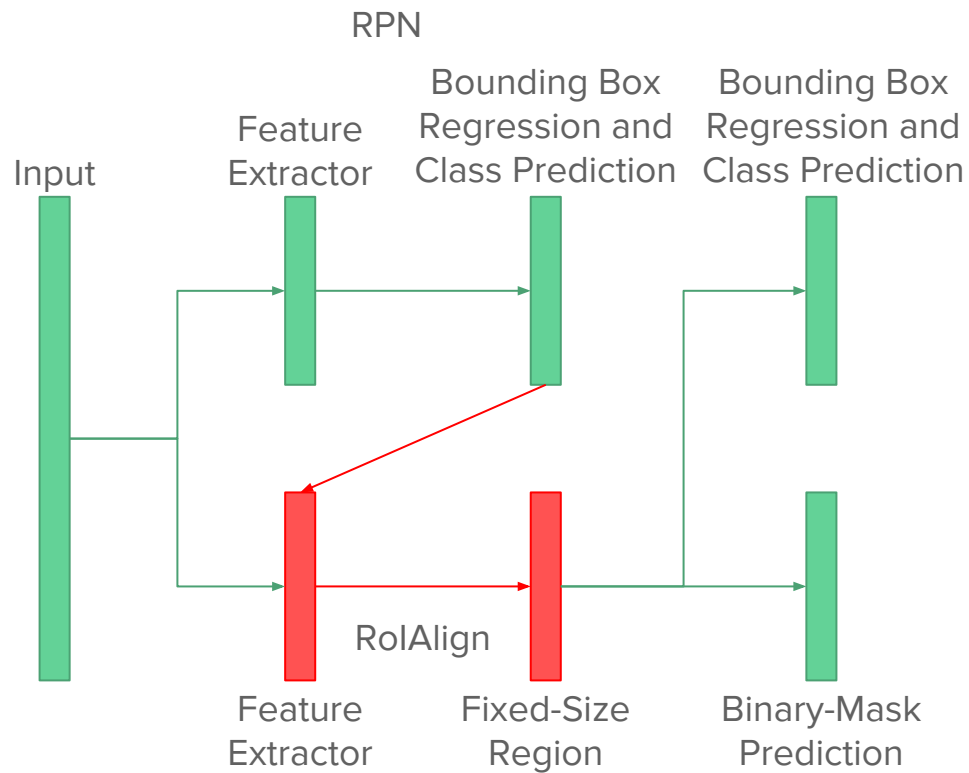 RPN
Input
Feature
Extractor
Bounding Box
Regression and
Class Prediction
Bounding Box
Regression and
Class Prediction
RoIAlign
Feature
Extractor
Fixed-Size
Region
Binary-Mask
Prediction